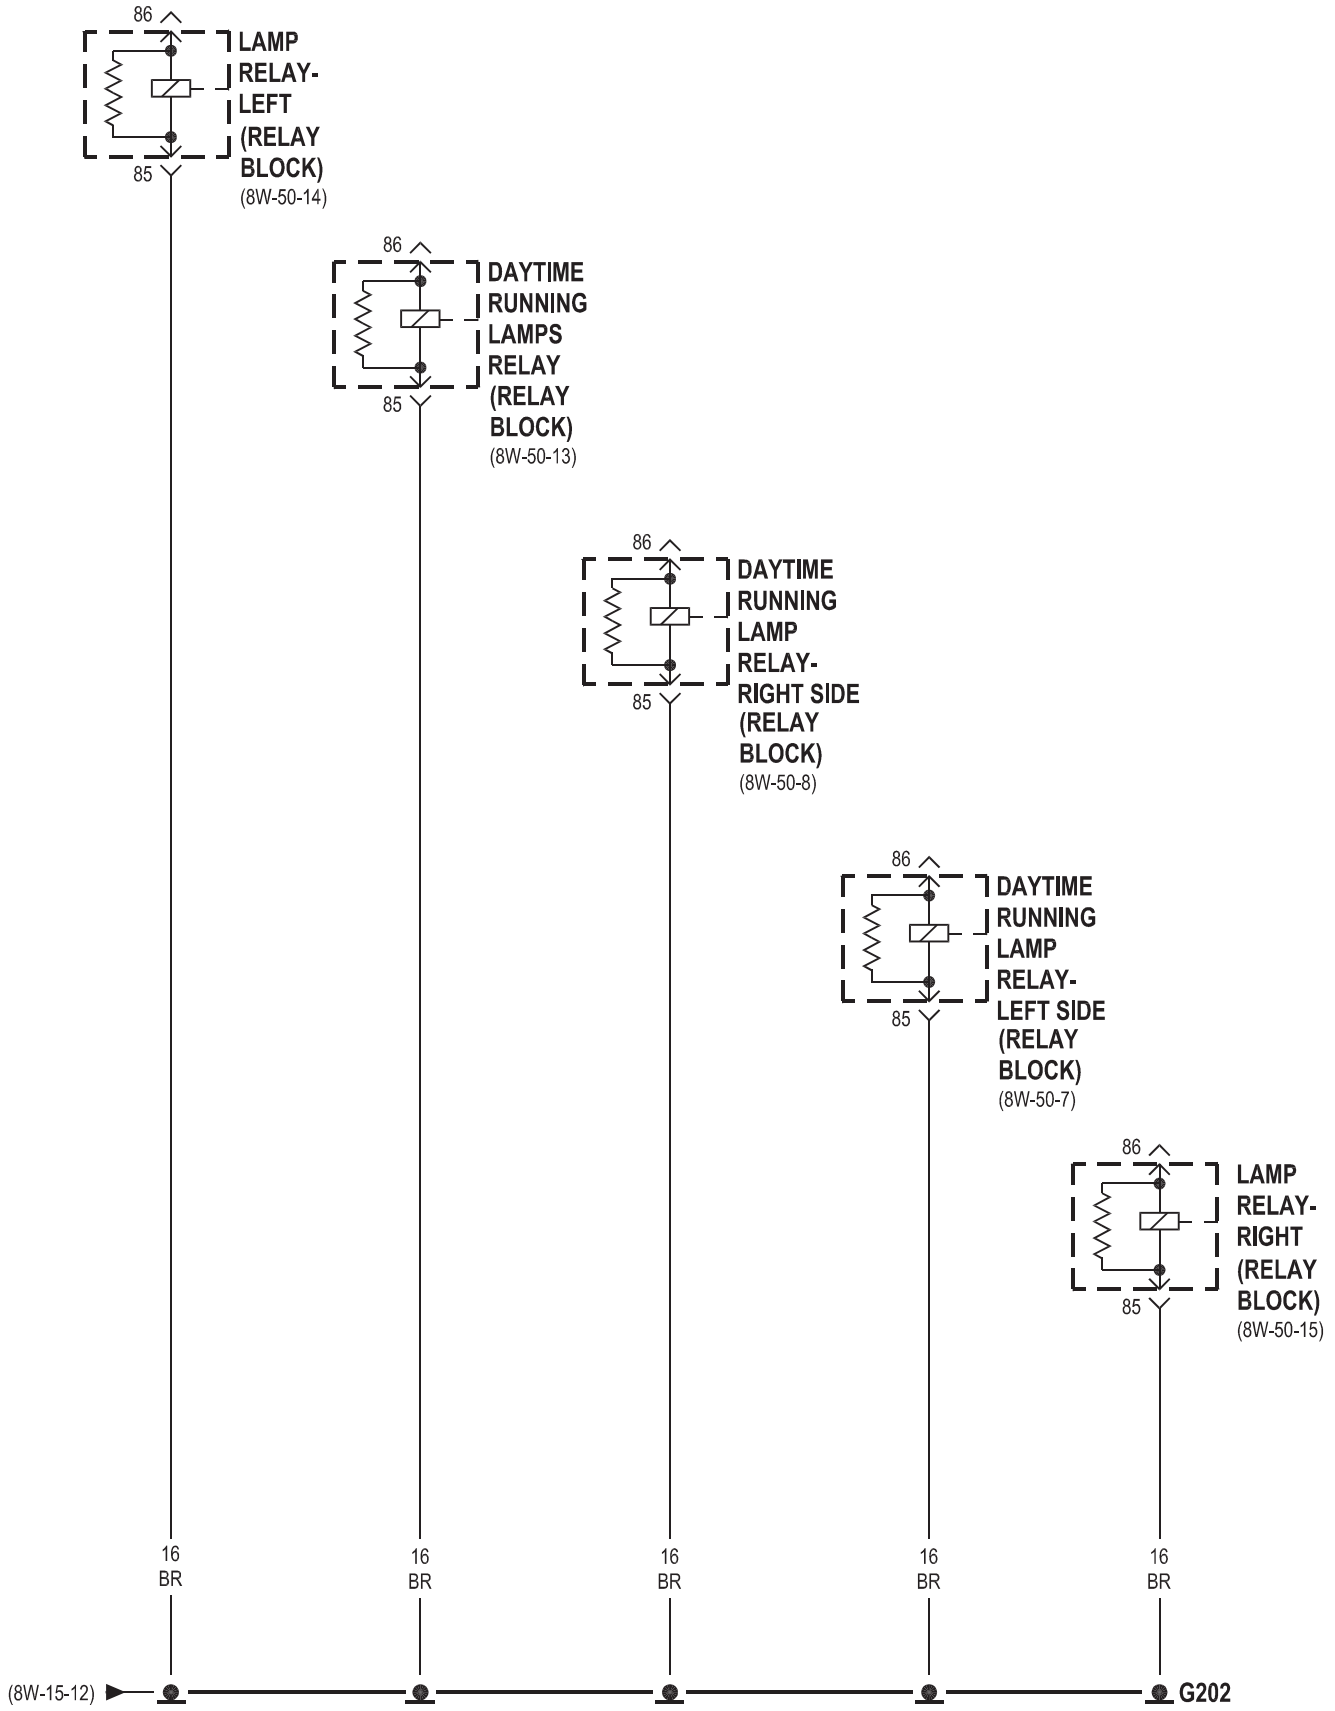 86
LAMP
RELAY-
LEFT
(RELAY
BLOCK)
(8W-50-14)
85
86
DAYTIME
RUNNING
LAMPS
RELAY
(RELAY
BLOCK)
(8W-50-13)
85
86
DAYTIME
RUNNING
LAMP
RELAY-
RIGHT SIDE
(RELAY
BLOCK)
(8W-50-8)
85
86
DAYTIME
RUNNING
LAMP
RELAY-
LEFT SIDE
(RELAY
BLOCK)
(8W-50-7)
85
86
LAMP
RELAY-
RIGHT
(RELAY
BLOCK)
(8W-50-15)
85
16 16 16 16 16
BR BR BR BR BR
(8W-15-12) G202